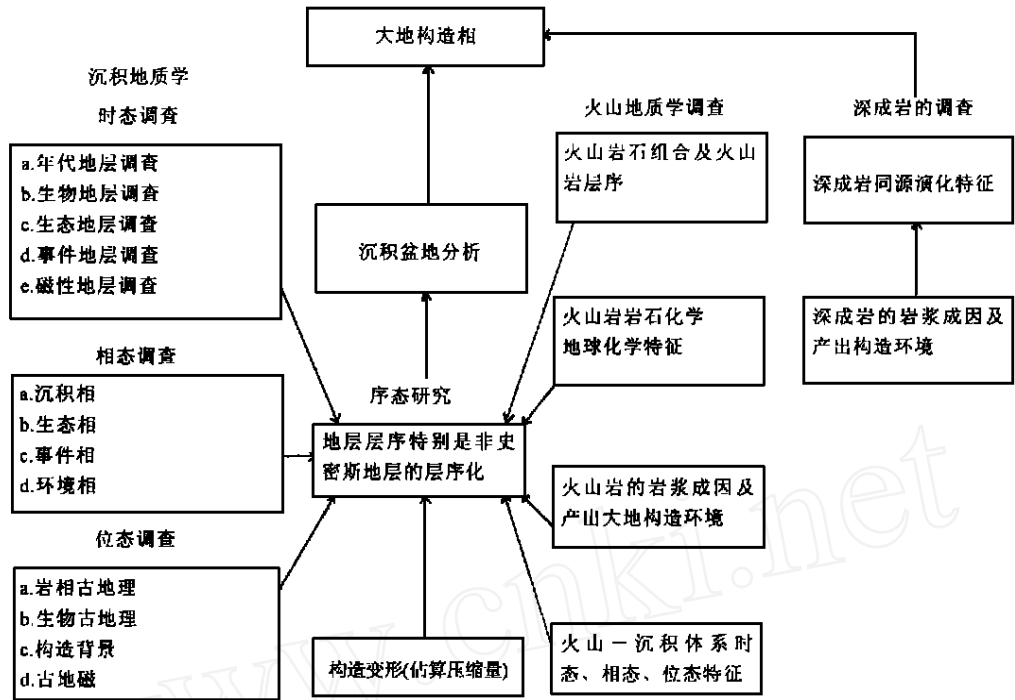 大地构造相
沉积地质学
时态调查
a.年代地层调查
b.生物地层调查
c.生态地层调查
d.事件地层调查
e.磁性地层调查
相态调查
a.沉积相
b.生态相
c.事件相
d.环境相
位态调查
a.岩相古地理
b.生物古地理
c.构造背景
d.古地磁
沉积盆地分析
序态研究
地层层序特别是非史
密斯地层的层序化
构造变形(估算压缩量)
火山地质学调查
火山岩石组合及火山
岩层序
火山岩岩石化学
地球化学特征
火山岩的岩浆成因及
产山大地构造环境
火山－沉积体系时
态、相态、位态特征
深成岩的调查
深成岩同源演化特征
深成岩的岩浆成因及
产出构造环境
www.cnki.net